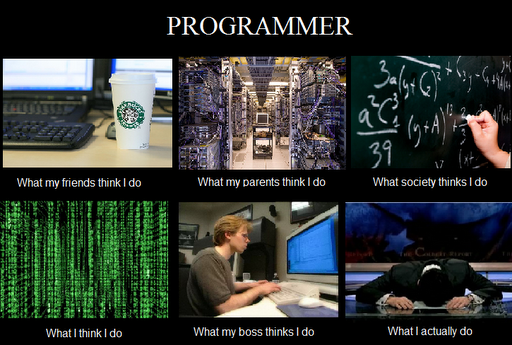 PROGRAMMER
What my friends think I do
What my parents think I do
What society thinks I do
What I think I do
What my boss thinks I do
What I actually do